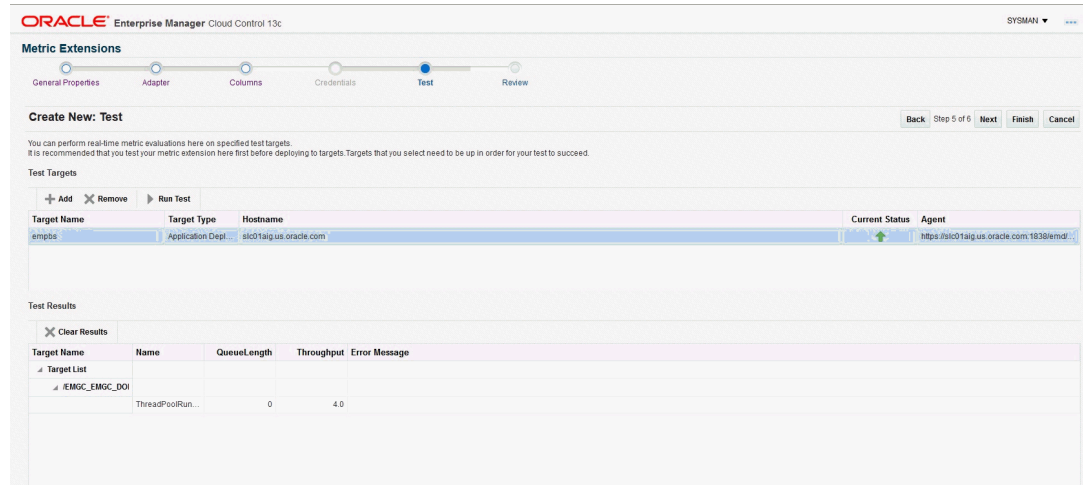 ORACLE Enterprise Manager Cloud Control 13c
SYSMAN
Metric Extensions
General Properties Adapter Columns Credentials Test Review
Create New: Test
Back Step 5 of 6 Next Finish Cancel
You can perform real-time metric evaluations here on specified test targets.
It is recommended that you test your metric extension here first before deploying to targets.Targets that you select need to be up in order for your test to succeed.
Test Targets
Add Remove Run Test
Target Name Target Type Hostname Current Status Agent
empbs Application Depl... slc01aig.us.oracle.com https://slc01aig.us.oracle.com:1838/emd/...
Test Results
Clear Results
Target Name Name QueueLength Throughput Error Message
Target List
/EMGC_EMGC_DOI
ThreadPoolRun... 0 4.0